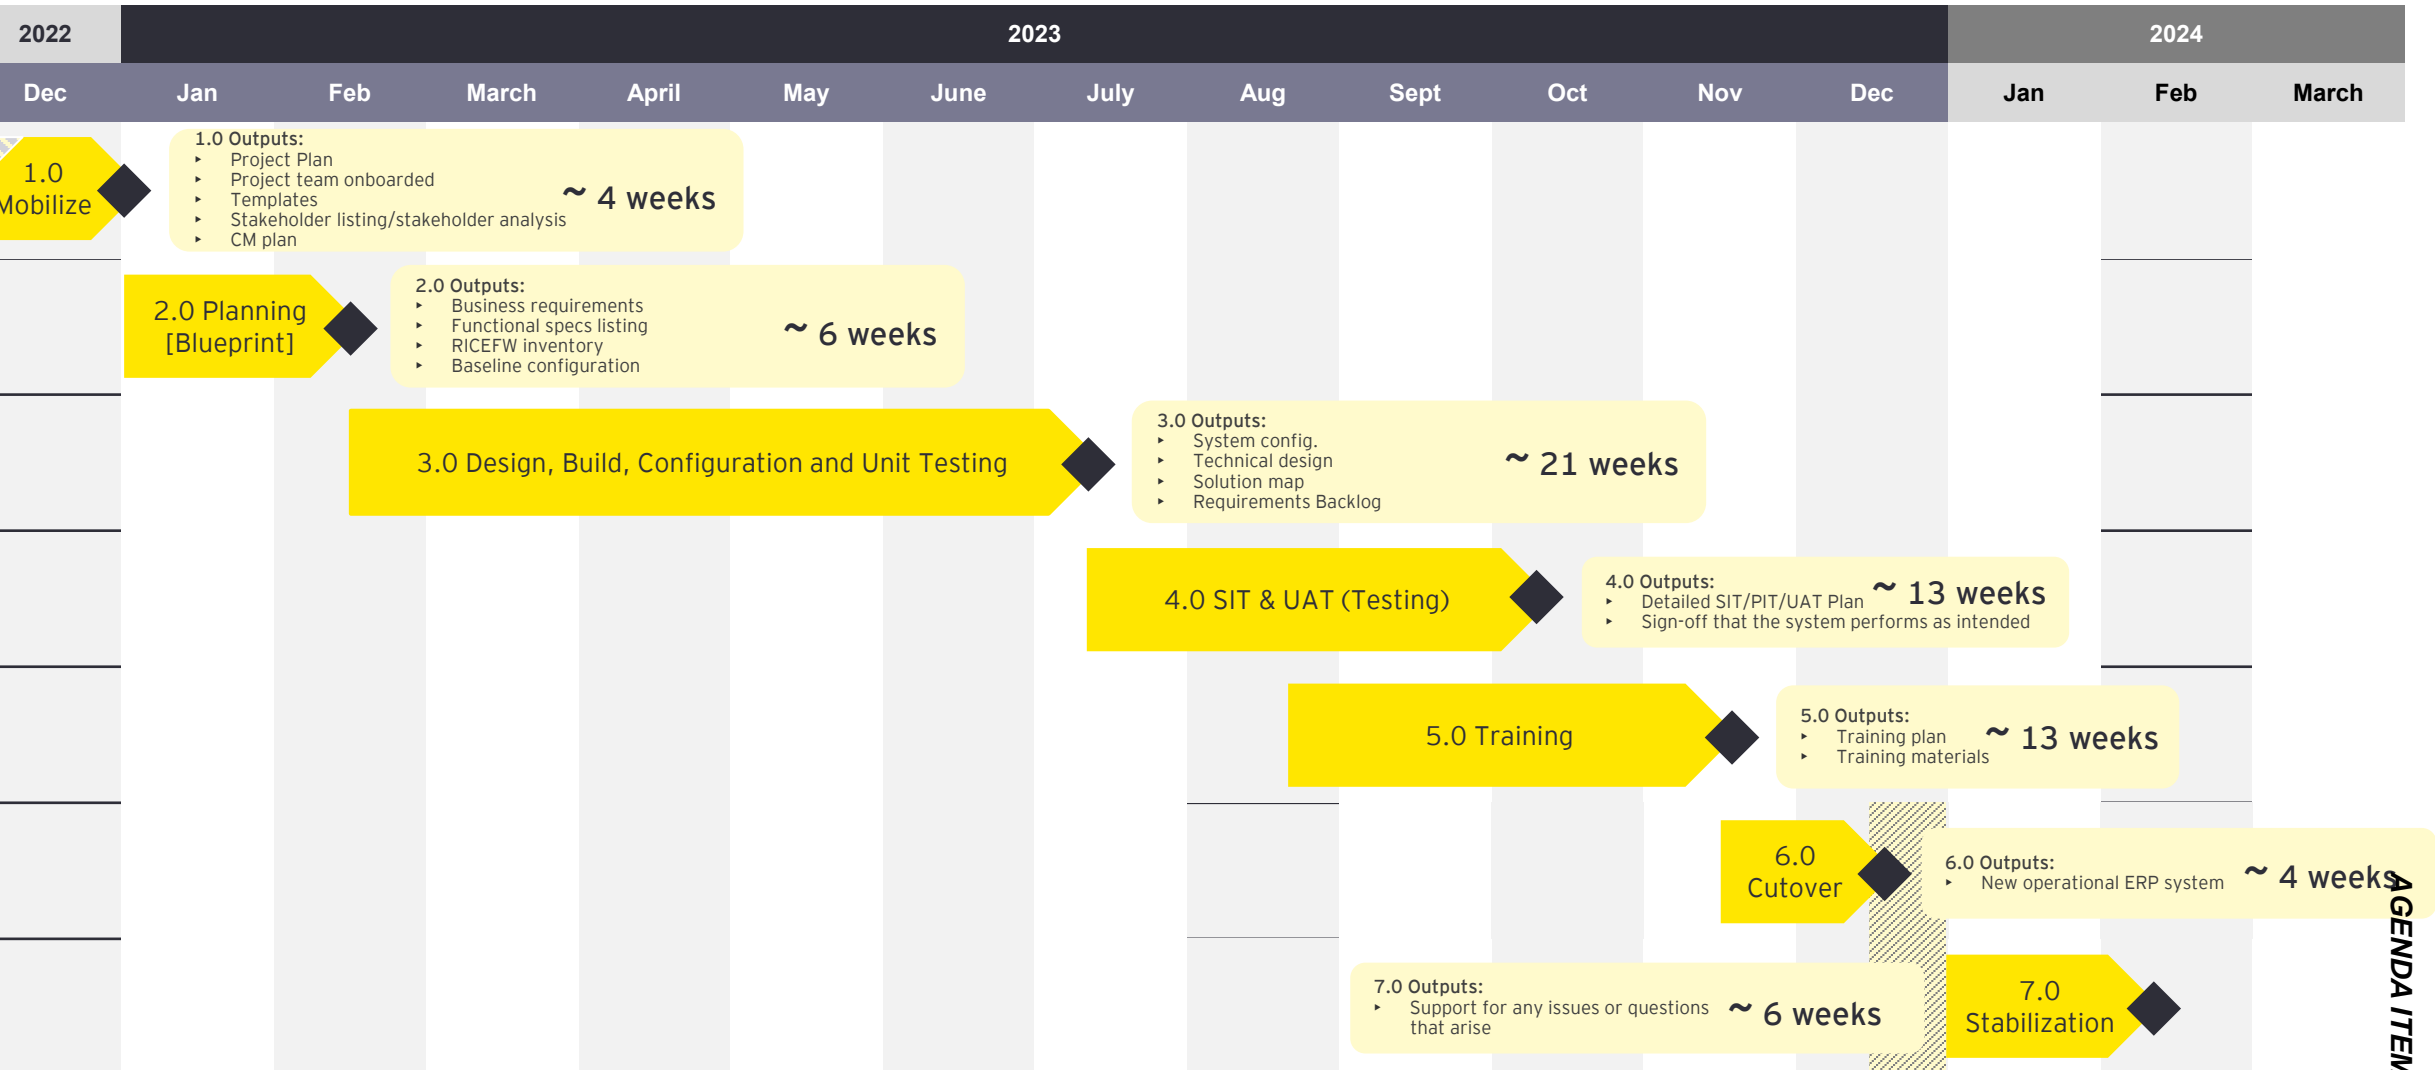 2022
2023
2024
Dec
Jan
Feb
March
April
May
June
July
Aug
Sept
Oct
Nov
Dec
Jan
Feb
March
1.0
Mobilize
1.0 Outputs:
‣ Project Plan
‣ Project team onboarded
‣ Templates
‣ Stakeholder listing/stakeholder analysis
‣ CM plan
~ 4 weeks
2.0 Planning
[Blueprint]
2.0 Outputs:
‣ Business requirements
‣ Functional specs listing
‣ RICEFW inventory
‣ Baseline configuration
~ 6 weeks
3.0 Design, Build, Configuration and Unit Testing
3.0 Outputs:
‣ System config.
‣ Technical design
‣ Solution map
‣ Requirements Backlog
~ 21 weeks
4.0 SIT & UAT (Testing)
4.0 Outputs:
‣ Detailed SIT/PIT/UAT Plan
‣ Sign-off that the system performs as intended
~ 13 weeks
5.0 Training
5.0 Outputs:
‣ Training plan
‣ Training materials
~ 13 weeks
6.0
Cutover
6.0 Outputs:
‣ New operational ERP system
~ 4 weeks
7.0 Outputs:
‣ Support for any issues or questions
that arise
~ 6 weeks
7.0
Stabilization
AGENDA ITEM